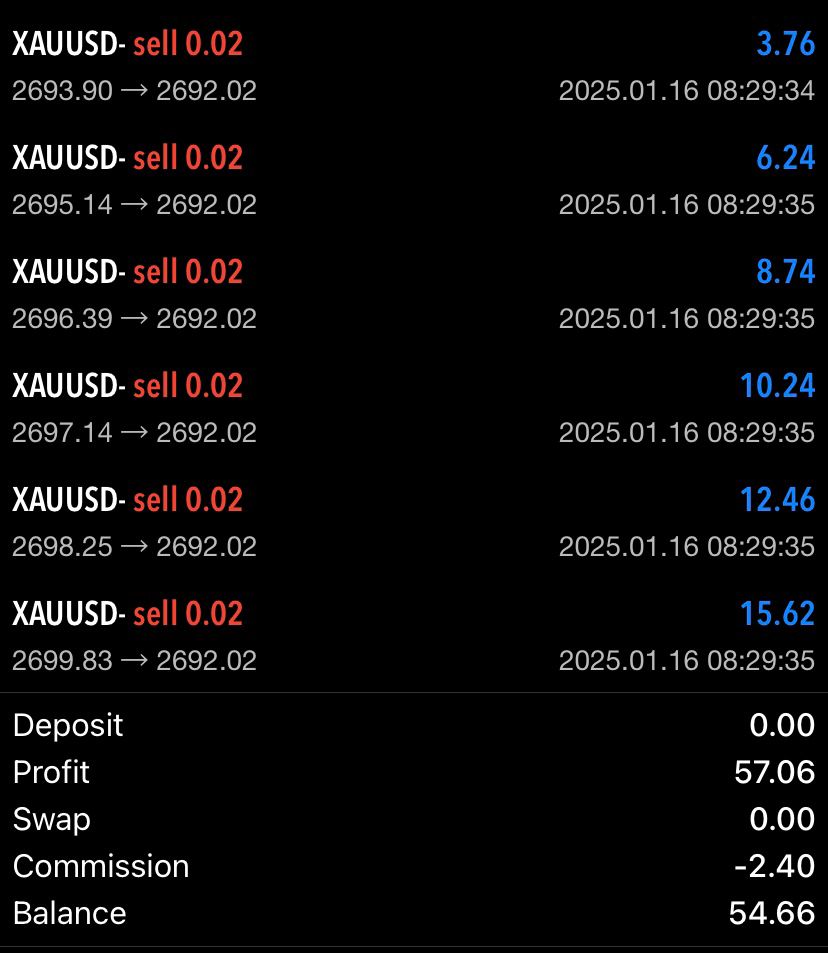 XAUUSD- sell 0.02 3.76
2693.90 → 2692.02 2025.01.16 08:29:34
XAUUSD- sell 0.02 6.24
2695.14 → 2692.02 2025.01.16 08:29:35
XAUUSD- sell 0.02 8.74
2696.39 → 2692.02 2025.01.16 08:29:35
XAUUSD- sell 0.02 10.24
2697.14 → 2692.02 2025.01.16 08:29:35
XAUUSD- sell 0.02 12.46
2698.25 → 2692.02 2025.01.16 08:29:35
XAUUSD- sell 0.02 15.62
2699.83 → 2692.02 2025.01.16 08:29:35
Deposit 0.00
Profit 57.06
Swap 0.00
Commission -2.40
Balance 54.66